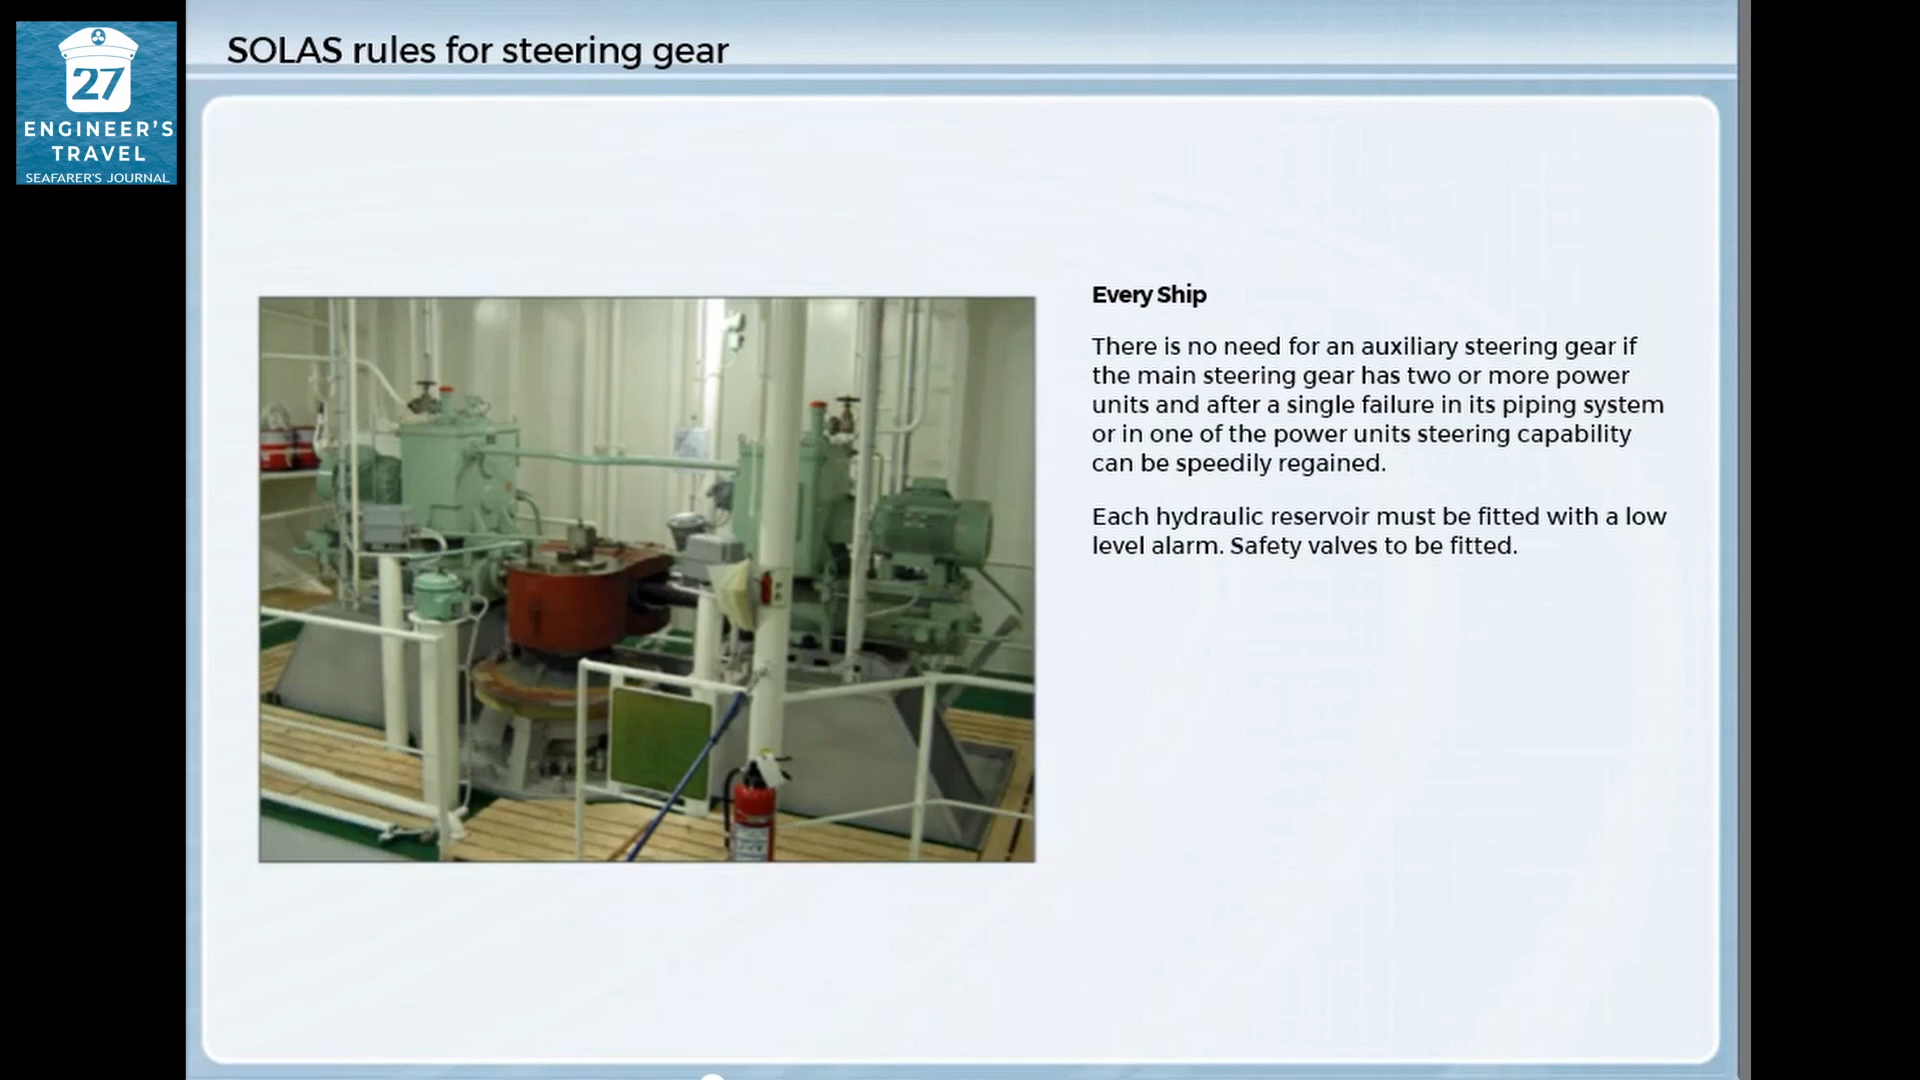 27
ENGINEER'S
TRAVEL
SEAFARER'S JOURNAL
SOLAS rules for steering gear
Every Ship
There is no need for an auxiliary steering gear if
the main steering gear has two or more power
units and after a single failure in its piping system
or in one of the power units steering capability
can be speedily regained.
Each hydraulic reservoir must be fitted with a low
level alarm. Safety valves to be fitted.